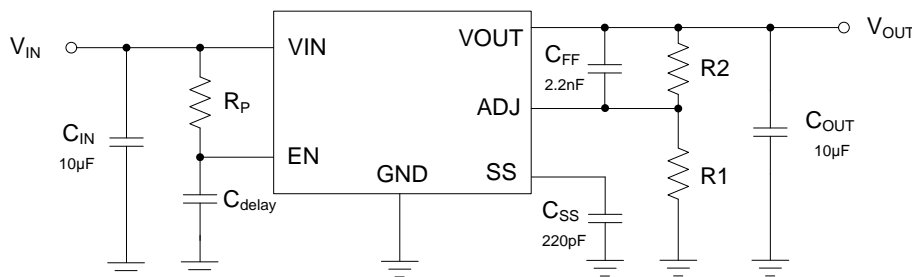 VIN
VIN
VOUT
VOUT
CFF
2.2nF
R2
RP
ADJ
CIN
10µF
COUT
10µF
EN
GND
SS
R1
Cdelay
CSS
220pF